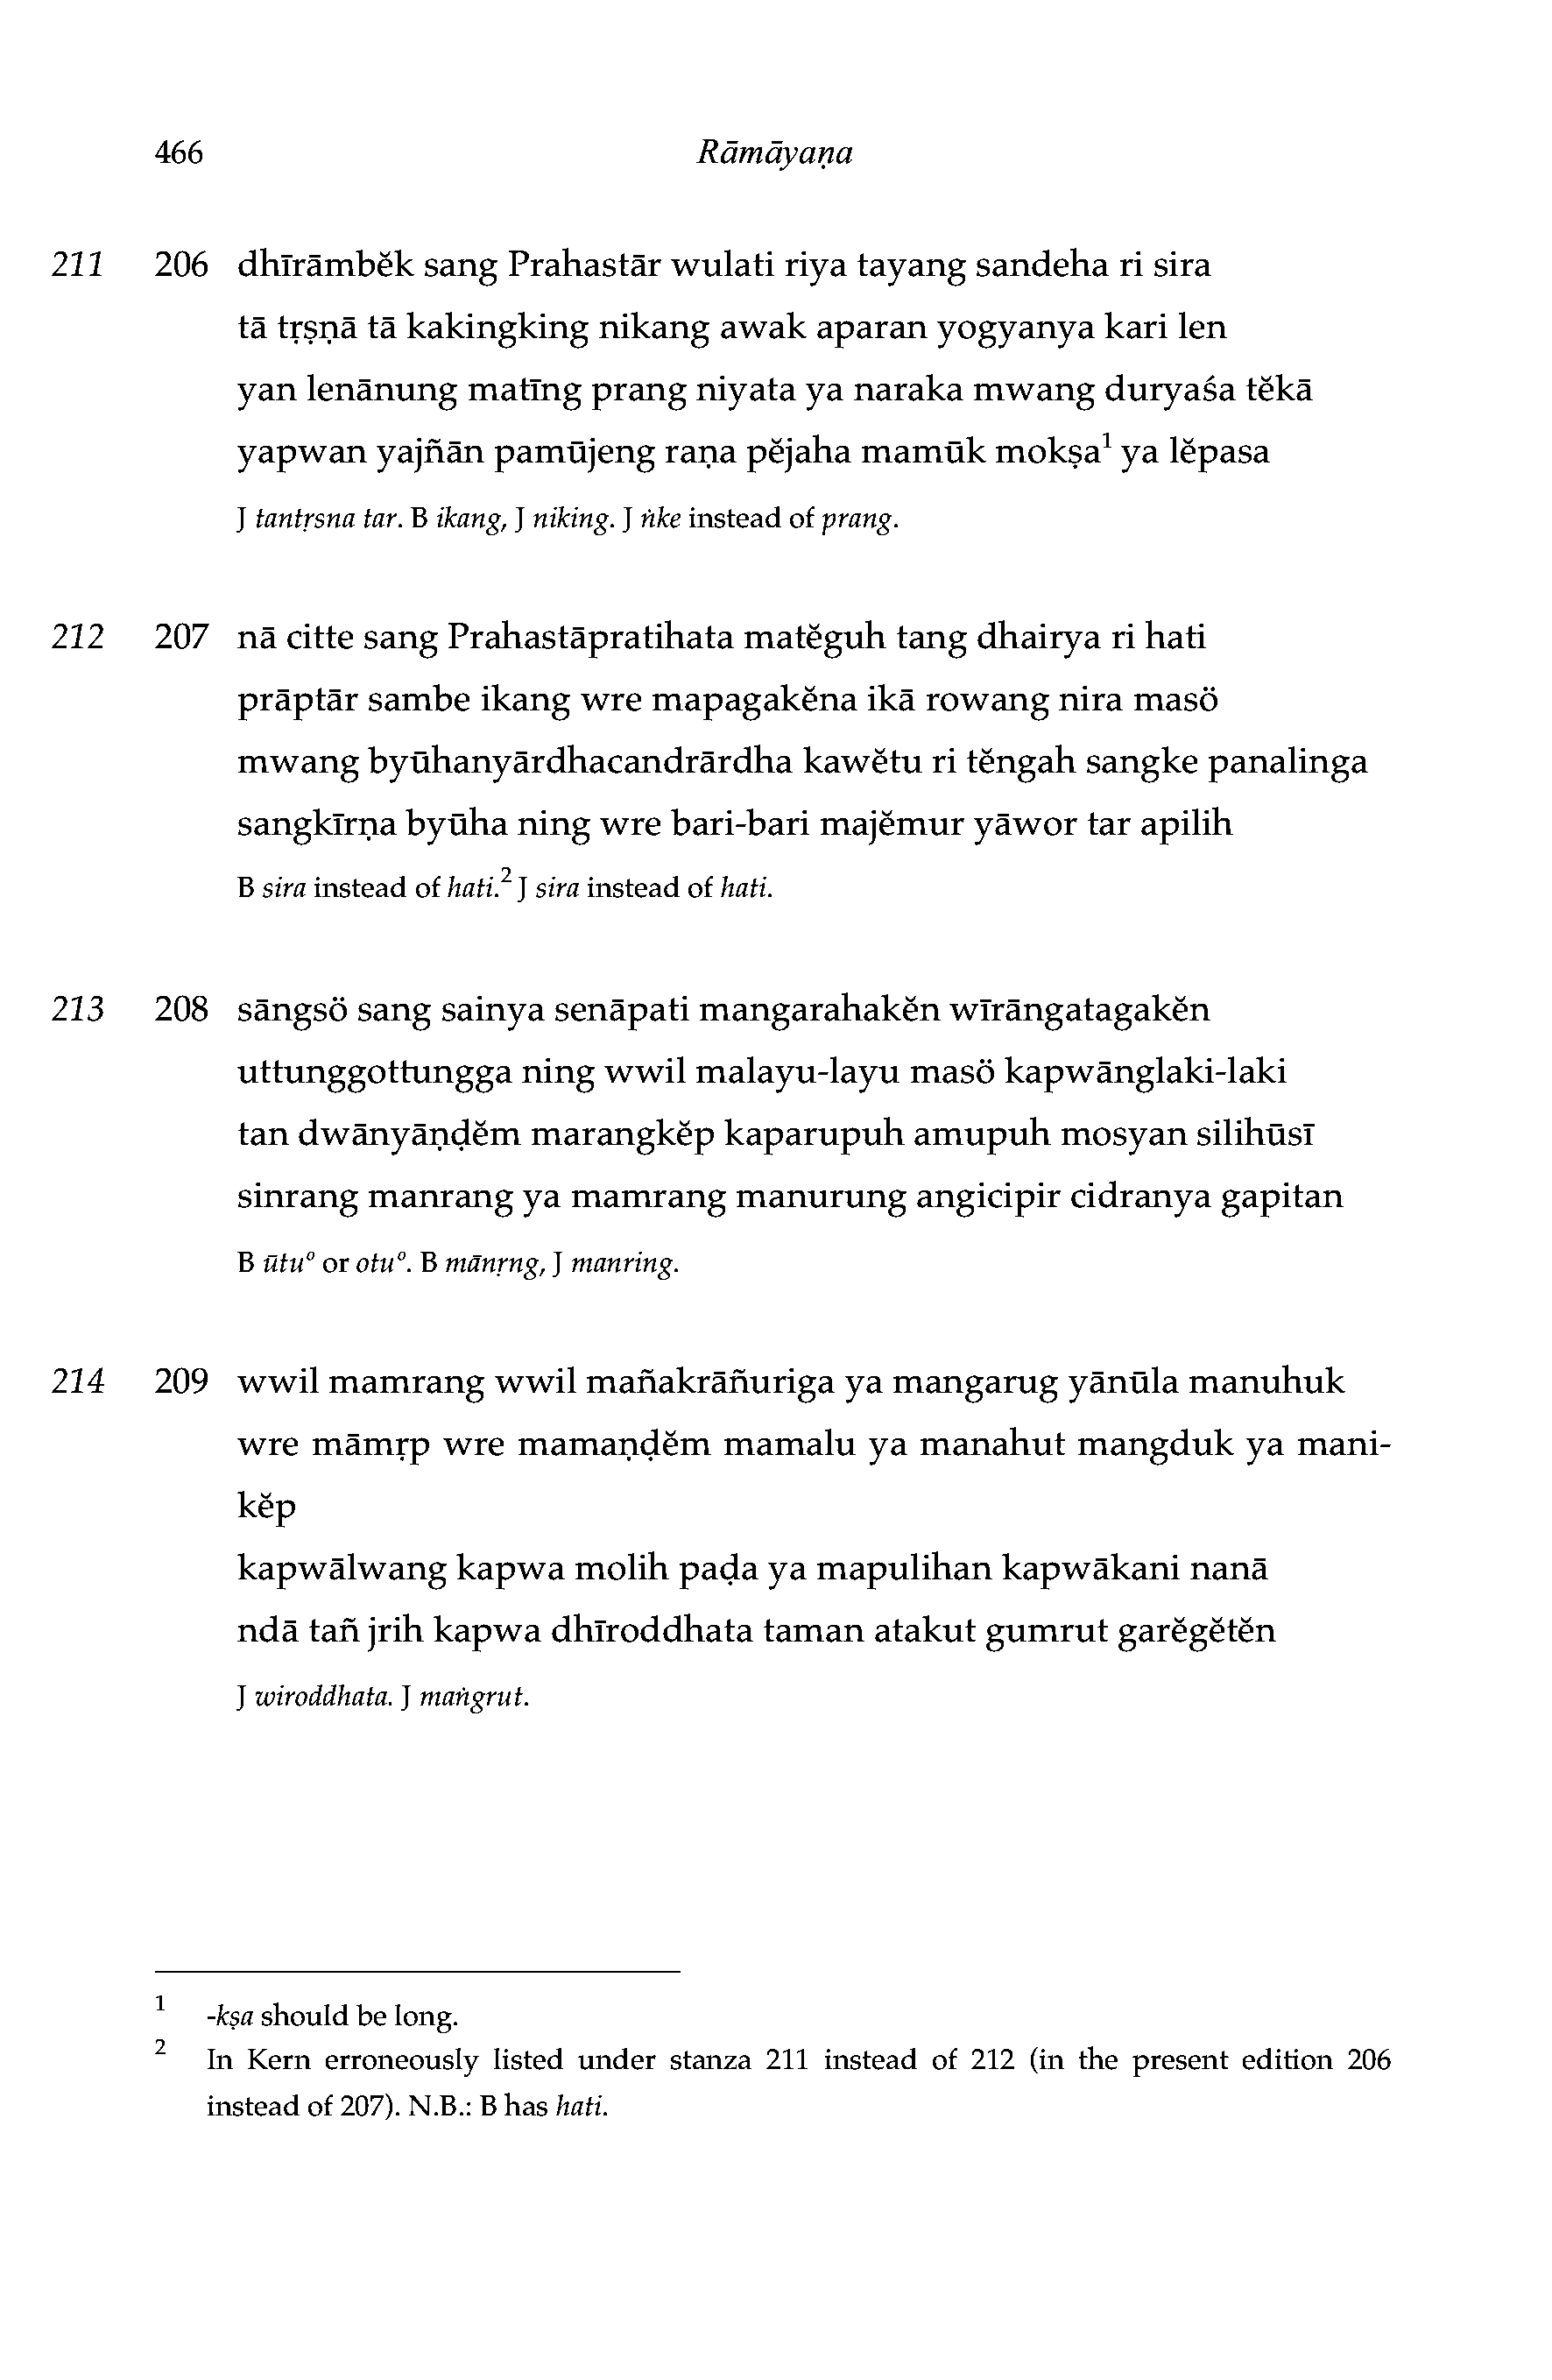 466 Rāmāyaṇa
211 206 dhīrāmbĕk sang Prahastār wulati riya tayang sandeha ri sira
tā tṛṣṇā tā kakingking nikang awak aparan yogyanya kari len
yan lenānung matīng prang niyata ya naraka mwang duryaśa tĕkā
yapwan yajñān pamūjeng raṇa pĕjaha mamūk mokṣa¹ ya lĕpasa
J tantṛsna tar. B ikang, J niking. J ṅke instead of prang.
212 207 nā citte sang Prahastāpratihata matĕguh tang dhairya ri hati
prāptār sambe ikang wre mapagakĕna ikā rowang nira masö
mwang byūhanyārdhacandrārdha kawĕtu ri tĕngah sangke panalinga
sangkīrṇa byūha ning wre bari-bari majĕmur yāwor tar apilih
B sira instead of hati.² J sira instead of hati.
213 208 sāngsö sang sainya senāpati mangarahakĕn wīrāngatagakĕn
uttunggottungga ning wwil malayu-layu masö kapwānglaki-laki
tan dwānyāṇḍĕm marangkĕp kaparupuh amupuh mosyan silihūsī
sinrang manrang ya mamrang manurung angicipir cidranya gapitan
B ūtu° or otu°. B mānṛng, J manring.
214 209 wwil mamrang wwil mañakrāñuriga ya mangarug yānūla manuhuk
wre māmṛp wre mamaṇḍĕm mamalu ya manahut mangduk ya mani-
kĕp
kapwālwang kapwa molih paḍa ya mapulihan kapwākani nanā
ndā tañ jrih kapwa dhīroddhata taman atakut gumrut garĕgĕtĕn
J wiroddhata. J maṅgrut.
1 -kṣa should be long.
2 In Kern erroneously listed under stanza 211 instead of 212 (in the present edition 206
instead of 207). N.B.: B has hati.